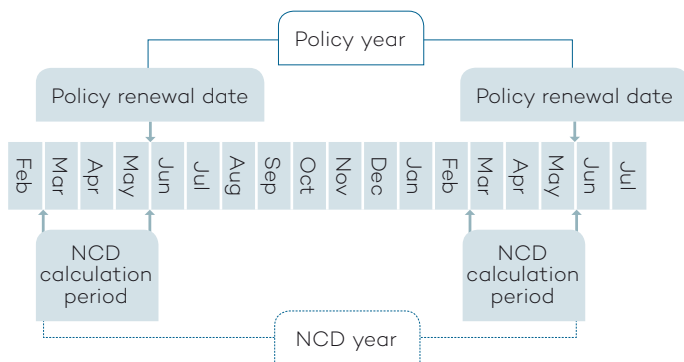 Policy year
Policy renewal date
Policy renewal date
Feb
Mar
Apr
May
Jun
Jul
Aug
Sep
Oct
Nov
Dec
Jan
Feb
Mar
Apr
May
Jun
Jul
NCD
calculation
period
NCD
calculation
period
NCD year